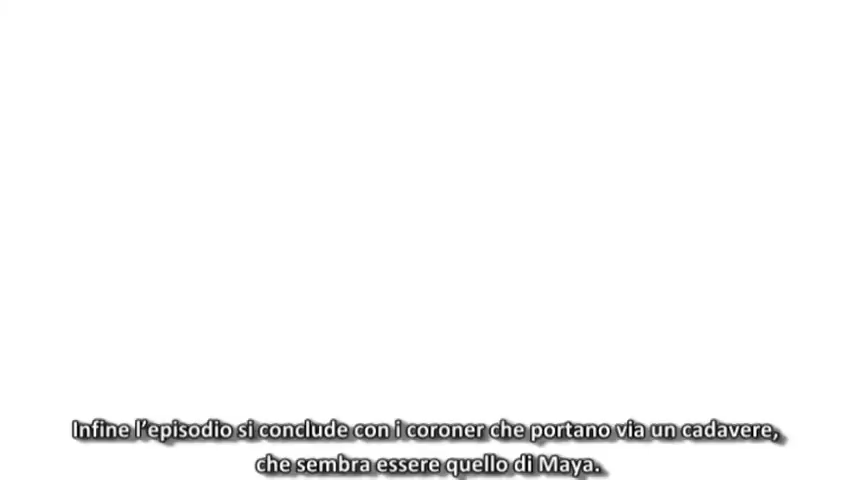 Infine l'episodio si conclude con i coroner che portano via un cadavere,
che sembra essere quello di Maya.